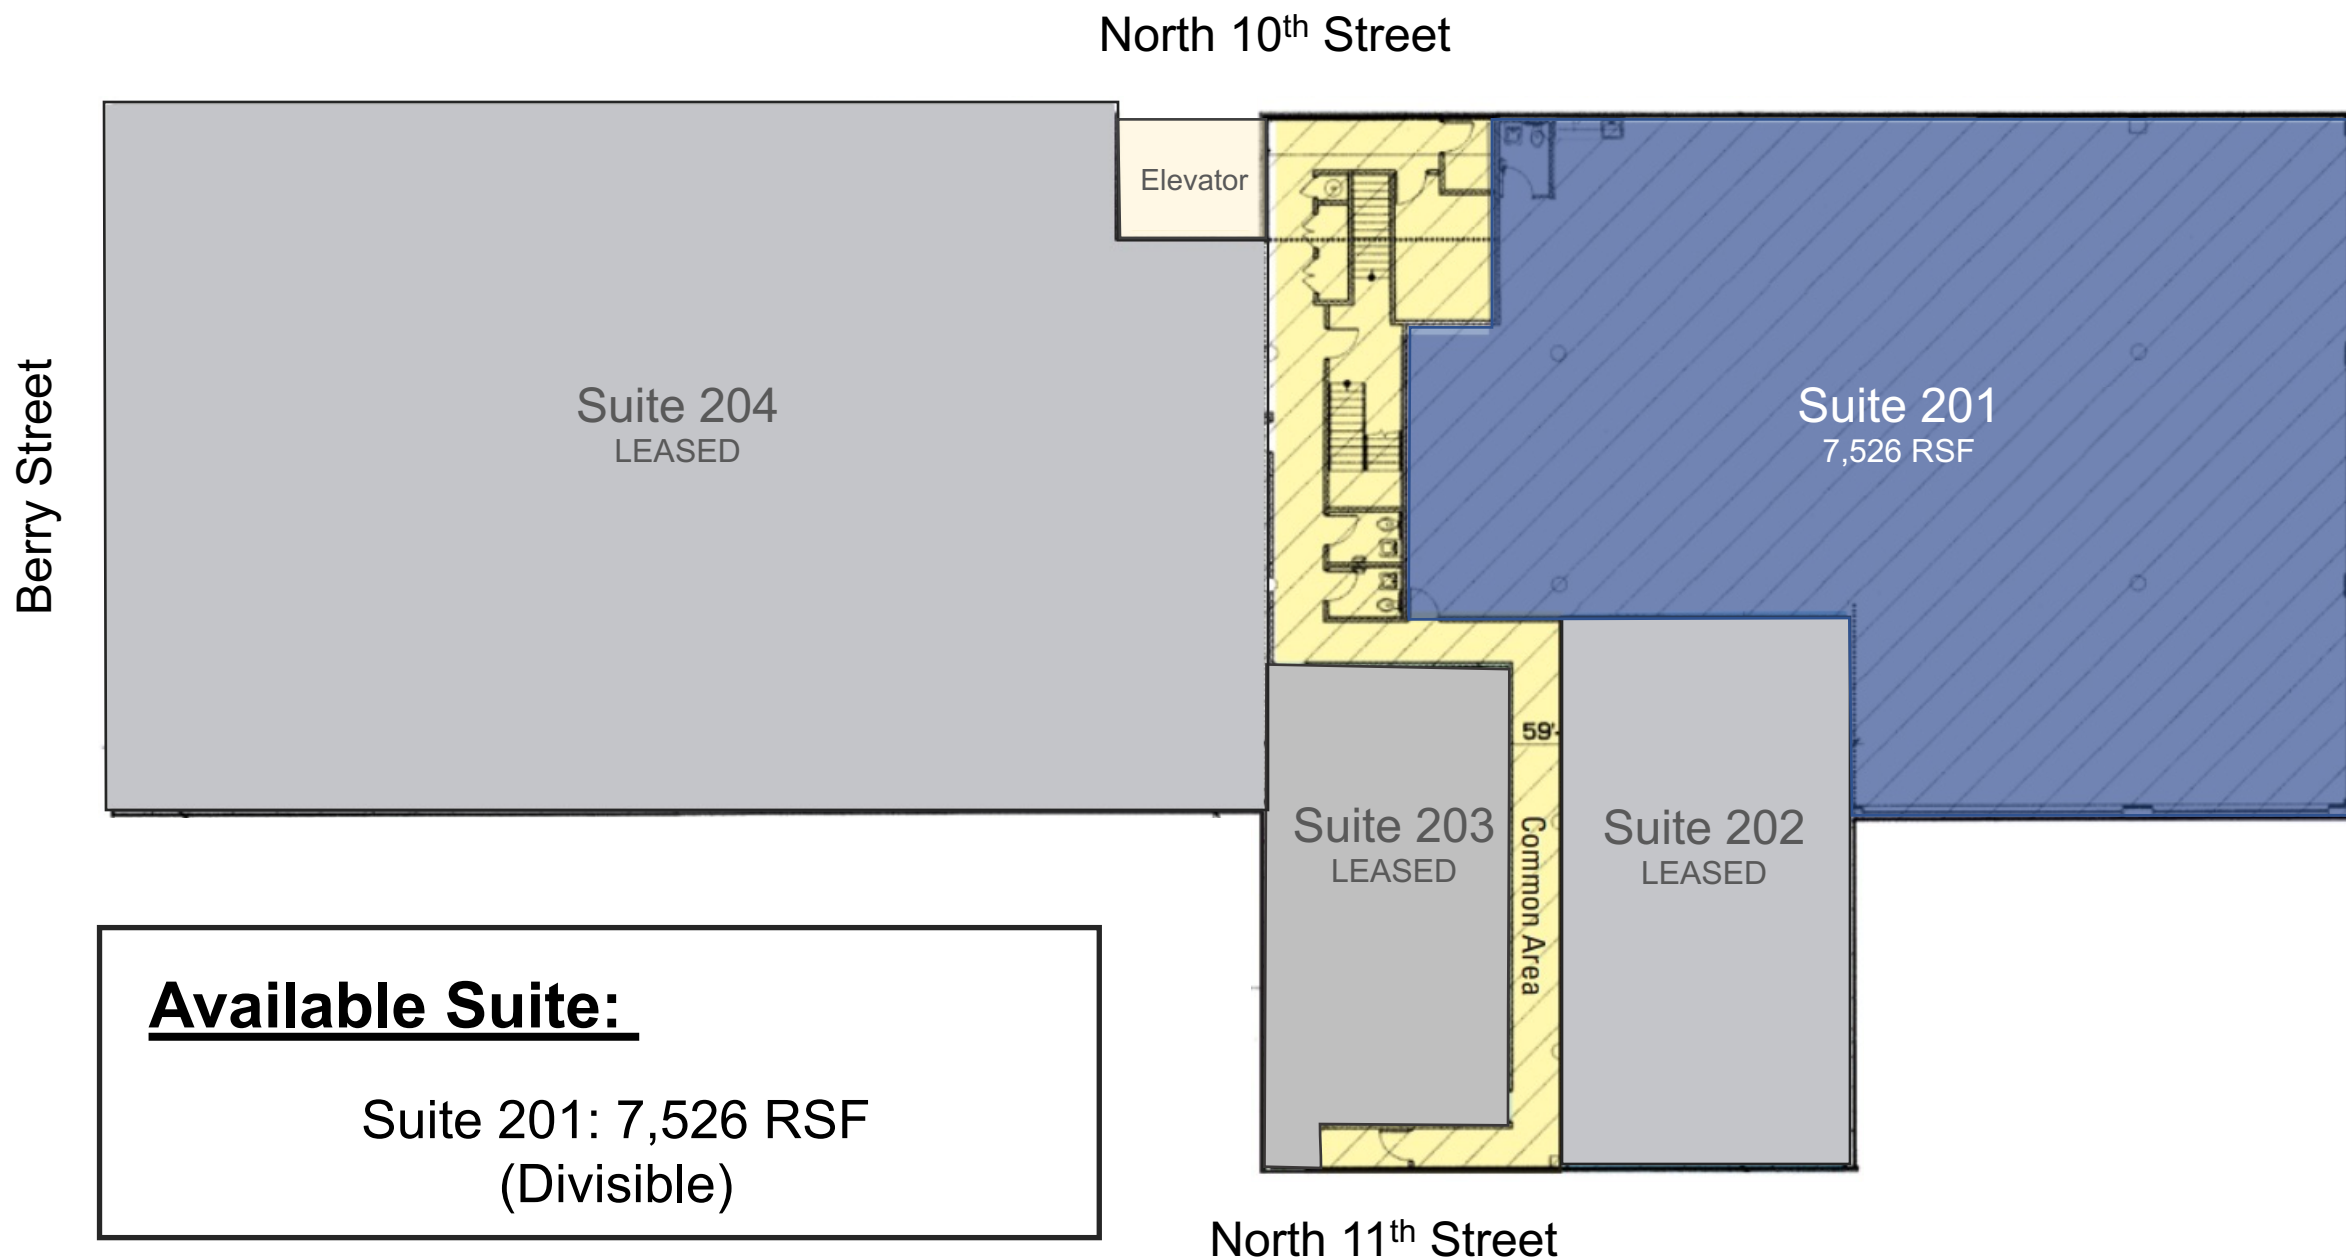 North 10th Street
Elevator
Berry Street
Suite 204
LEASED
Suite 201
7,526 RSF
59'
Suite 203
LEASED
Common Area
Suite 202
LEASED
Available Suite:
Suite 201: 7,526 RSF
(Divisible)
North 11th Street